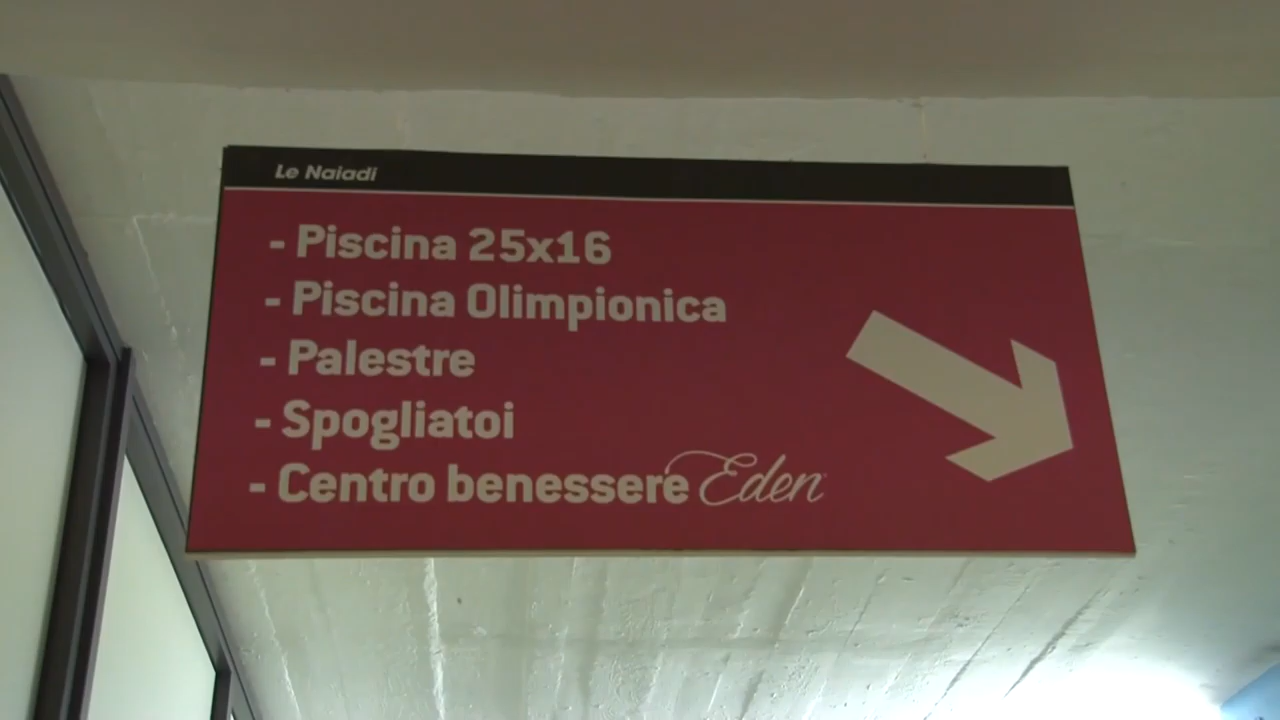 Le Naiadi
- Piscina 25x16
- Piscina Olimpionica
- Palestre
- Spogliatoi
- Centro benessere Eden